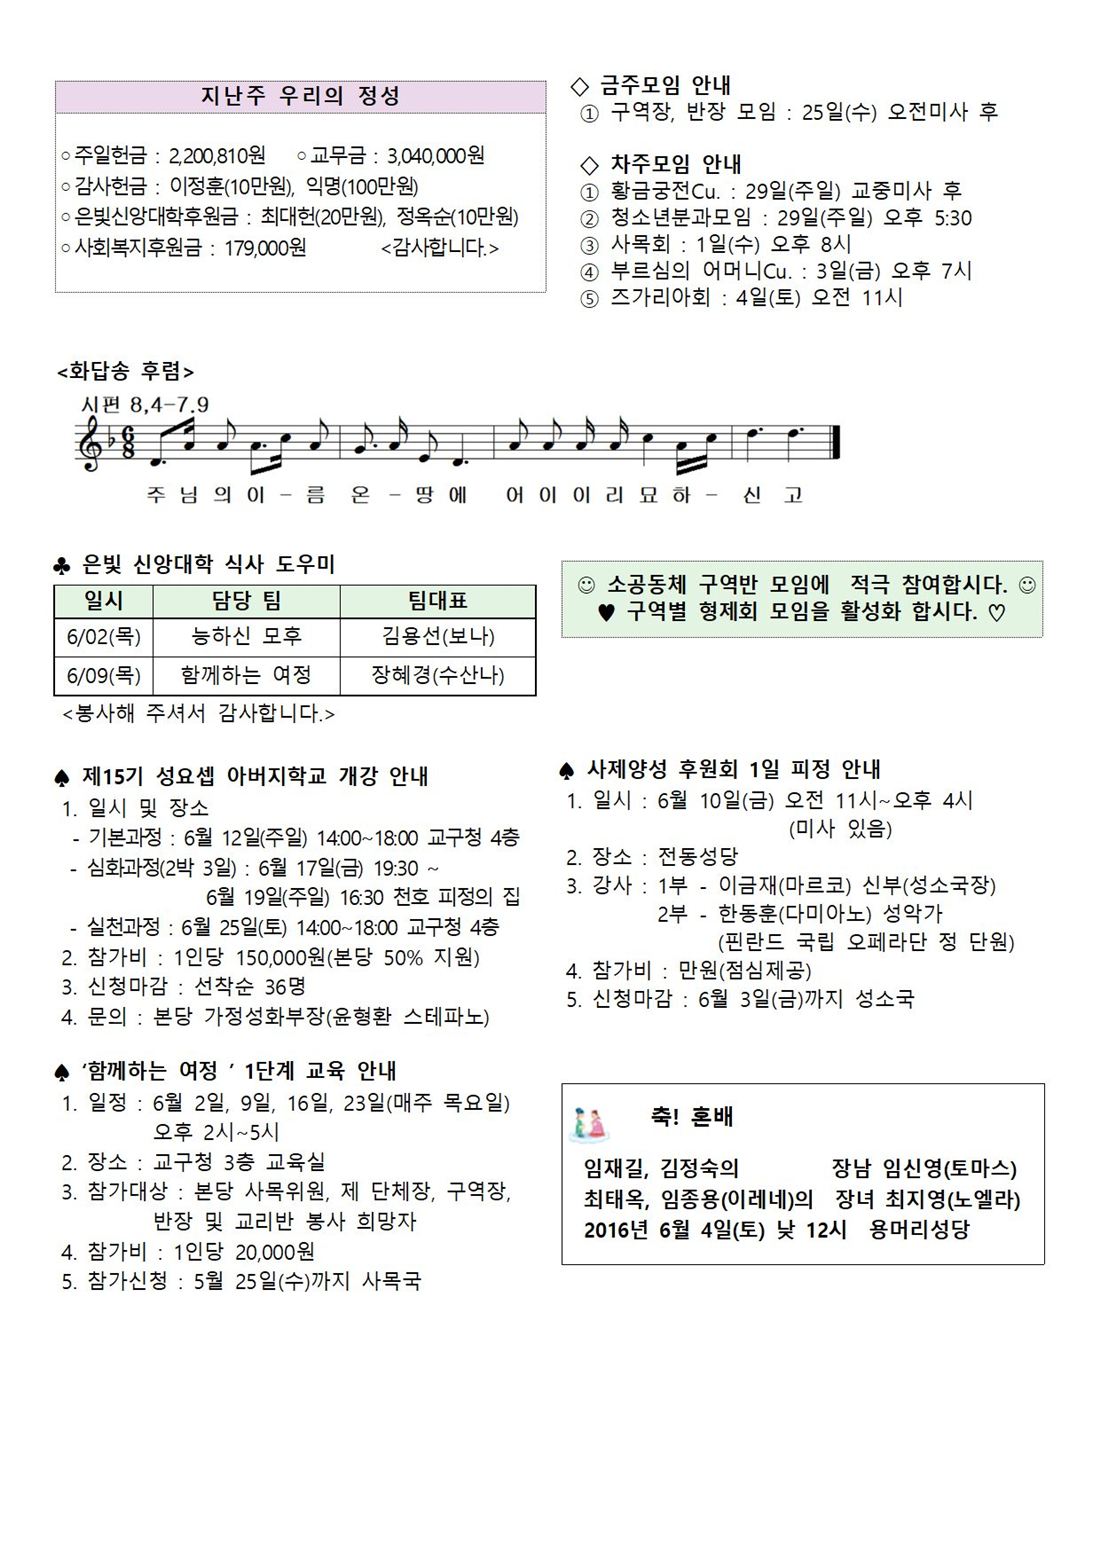 지난주 우리의 정성
○주일헌금 : 2,200,810원 ○교무금 : 3,040,000원
○감사헌금 : 이정훈(10만원), 익명(100만원)
○은빛신앙대학후원금 : 최대헌(20만원), 정옥순(10만원)
○사회복지후원금 : 179,000원 <감사합니다.>
◇ 금주모임 안내
① 구역장, 반장 모임 : 25일(수) 오전미사 후
◇ 차주모임 안내
① 황금궁전Cu. : 29일(주일) 교중미사 후
② 청소년분과모임 : 29일(주일) 오후 5:30
③ 사목회 : 1일(수) 오후 8시
④ 부르심의 어머니Cu. : 3일(금) 오후 7시
⑤ 즈가리아회 : 4일(토) 오전 11시
<화답송 후렴>
시편 8,4-7.9
6
8
주 님 의 이 - 름 온 - 땅 에 어 이 이 리 묘 하 - 신 고
♣ 은빛 신앙대학 식사 도우미
일시 담당 팀 팀대표
6/02(목) 능하신 모후 김용선(보나)
6/09(목) 함께하는 여정 장혜경(수산나)
<봉사해 주셔서 감사합니다.>
☺ 소공동체 구역반 모임에 적극 참여합시다. ☺
♥ 구역별 형제회 모임을 활성화 합시다. ♡
♠ 제15기 성요셉 아버지학교 개강 안내
1. 일시 및 장소
- 기본과정 : 6월 12일(주일) 14:00~18:00 교구청 4층
- 심화과정(2박 3일) : 6월 17일(금) 19:30 ~
6월 19일(주일) 16:30 천호 피정의 집
- 실천과정 : 6월 25일(토) 14:00~18:00 교구청 4층
2. 참가비 : 1인당 150,000원(본당 50% 지원)
3. 신청마감 : 선착순 36명
4. 문의 : 본당 가정성화부장(윤형환 스테파노)
♠ ‘함께하는 여정 ’ 1단계 교육 안내
1. 일정 : 6월 2일, 9일, 16일, 23일(매주 목요일)
오후 2시~5시
2. 장소 : 교구청 3층 교육실
3. 참가대상 : 본당 사목위원, 제 단체장, 구역장,
반장 및 교리반 봉사 희망자
4. 참가비 : 1인당 20,000원
5. 참가신청 : 5월 25일(수)까지 사목국
♠ 사제양성 후원회 1일 피정 안내
1. 일시 : 6월 10일(금) 오전 11시~오후 4시
(미사 있음)
2. 장소 : 전동성당
3. 강사 : 1부 - 이금재(마르코) 신부(성소국장)
2부 - 한동훈(다미아노) 성악가
(핀란드 국립 오페라단 정 단원)
4. 참가비 : 만원(점심제공)
5. 신청마감 : 6월 3일(금)까지 성소국
축! 혼배
임재길, 김정숙의 장남 임신영(토마스)
최태옥, 임종용(이레네)의 장녀 최지영(노엘라)
2016년 6월 4일(토) 낮 12시 용머리성당